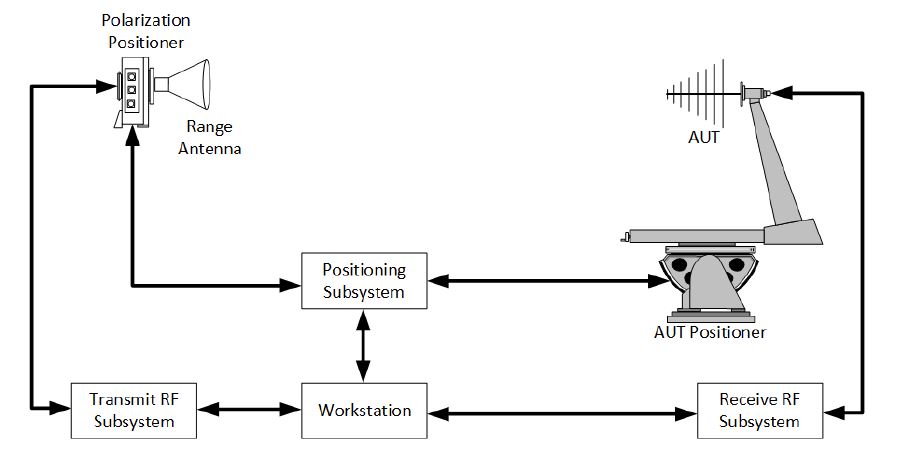 Polarization
Positioner
Range
Antenna
AUT
Positioning
Subsystem
AUT Positioner
Transmit RF
Subsystem
Workstation
Receive RF
Subsystem